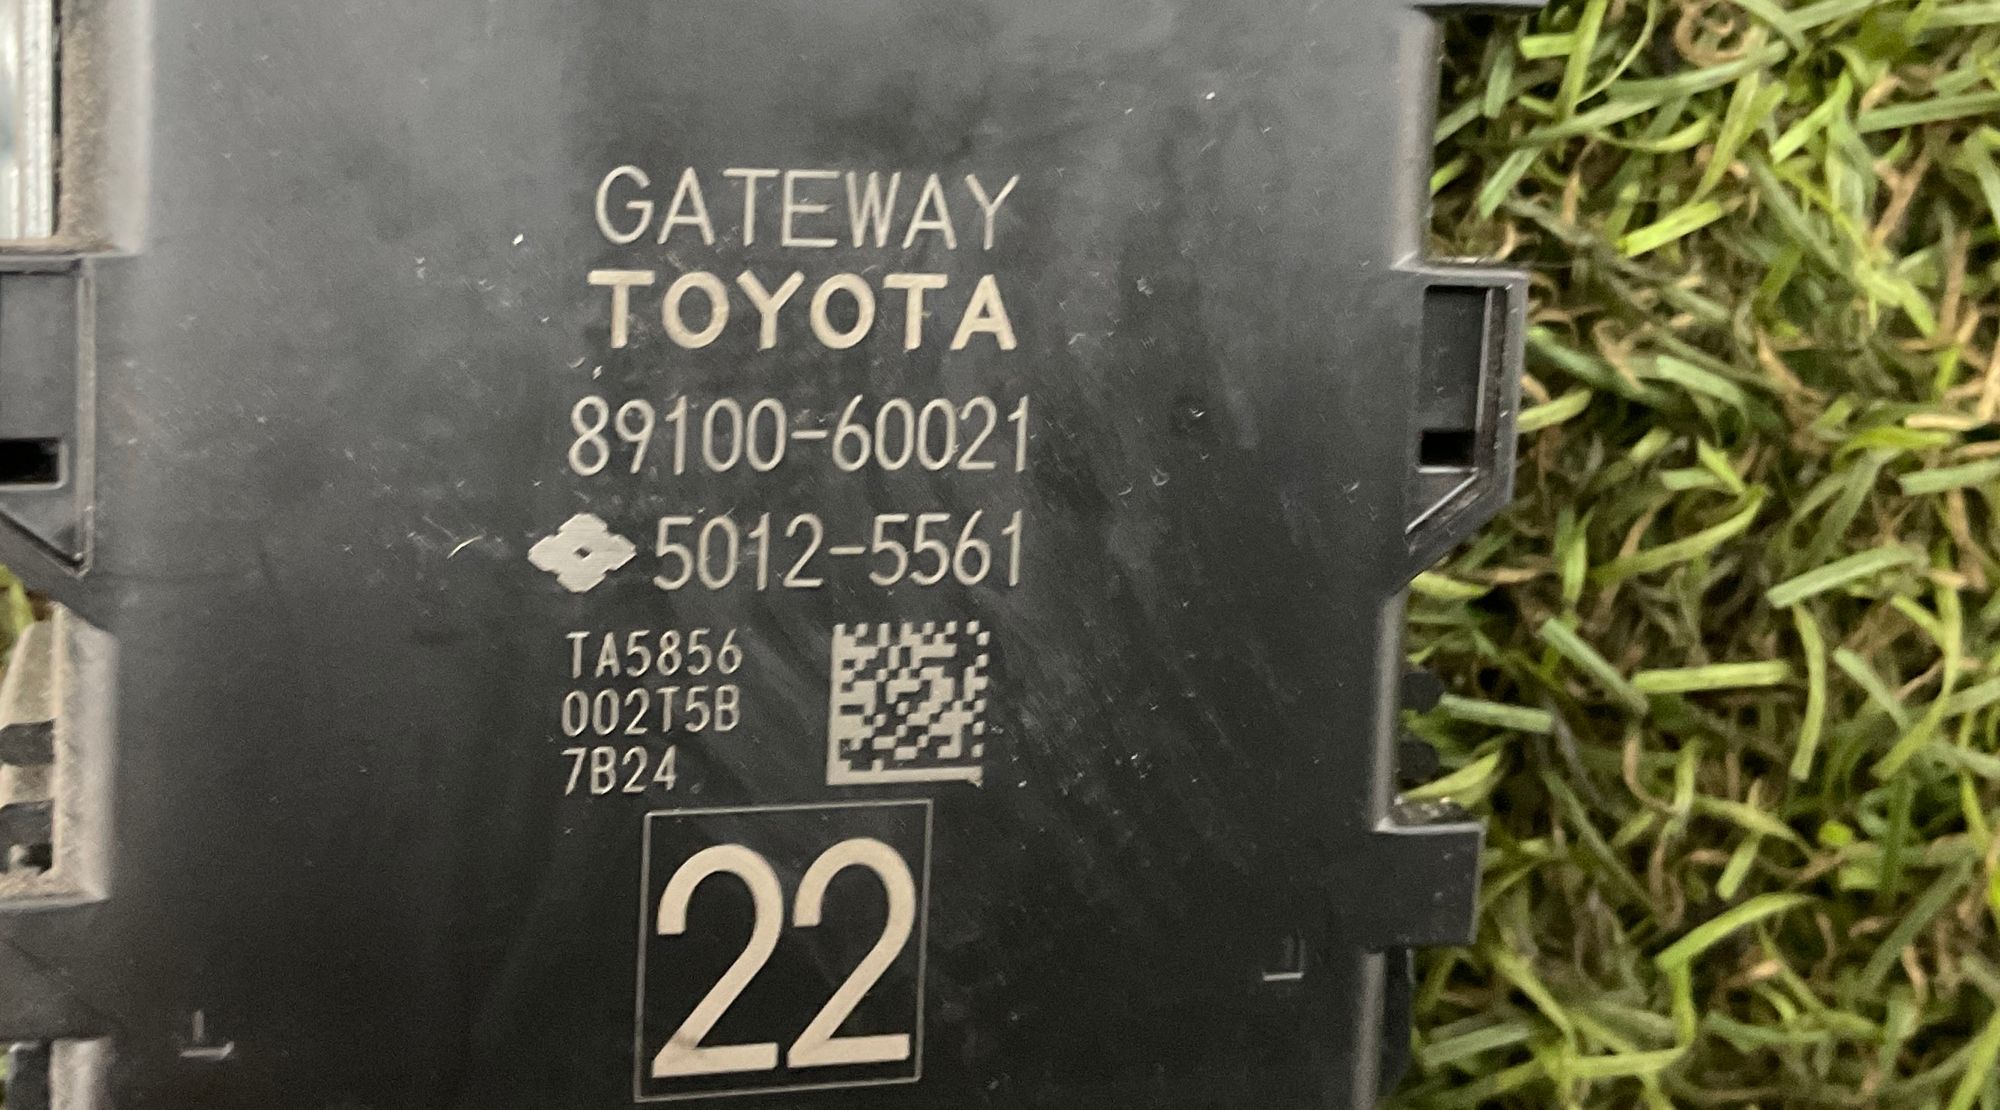 GATEWAY
TOYOTA
89100-60021
5012-5561
TA5856
002T5B
7B24
22